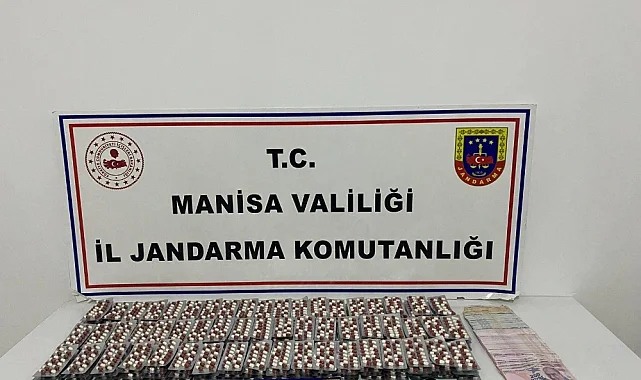 T.C.
MANİSA VALİLİĞİ
İL JANDARMA KOMUTANLIĞI
JANDARMA